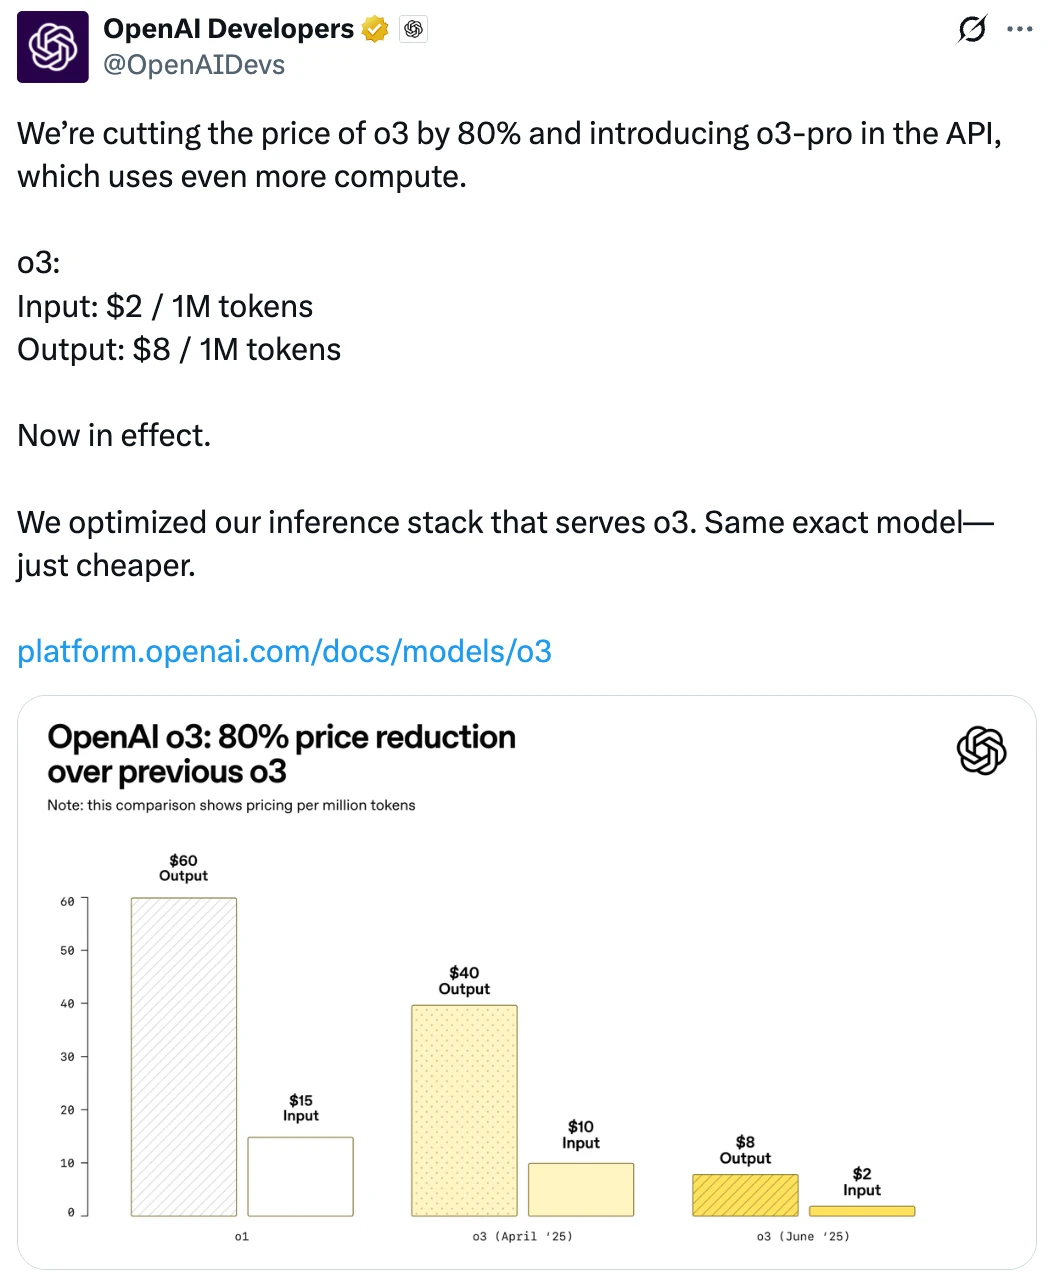 OpenAI Developers
@OpenAIDevs
We’re cutting the price of o3 by 80% and introducing o3-pro in the API,
which uses even more compute.
o3:
Input: $2 / 1M tokens
Output: $8 / 1M tokens
Now in effect.
We optimized our inference stack that serves o3. Same exact model—
just cheaper.
platform.openai.com/docs/models/o3
OpenAI o3: 80% price reduction
over previous o3
Note: this comparison shows pricing per million tokens
$60
Output
$15
Input
$40
Output
$10
Input
$8
Output
$2
Input
60
50
40
30
20
10
0
o1
o3 (April ‘25)
o3 (June ‘25)